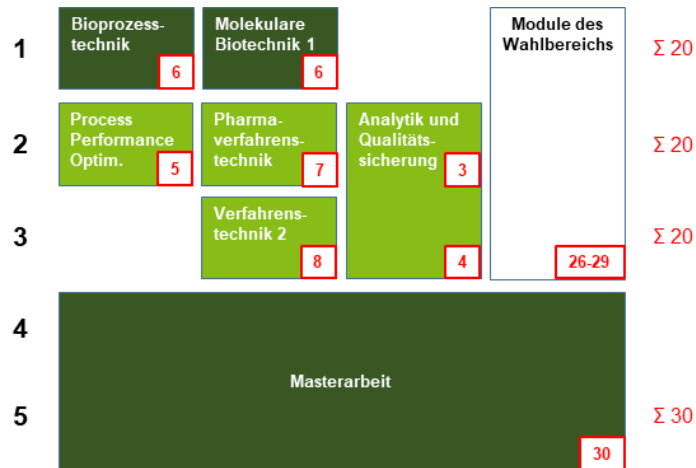 1
Bioprozess-
technik
6
Molekulare
Biotechnik 1
6
Module des
Wahlbereichs
26-29
Σ 20
2
Process
Performance
Optim.
5
Pharma-
verfahrens-
technik
7
Analytik und
Qualitäts-
sicherung
3
4
Σ 20
3
Verfahrens-
technik 2
8
Σ 20
4
5
Masterarbeit
30
Σ 30